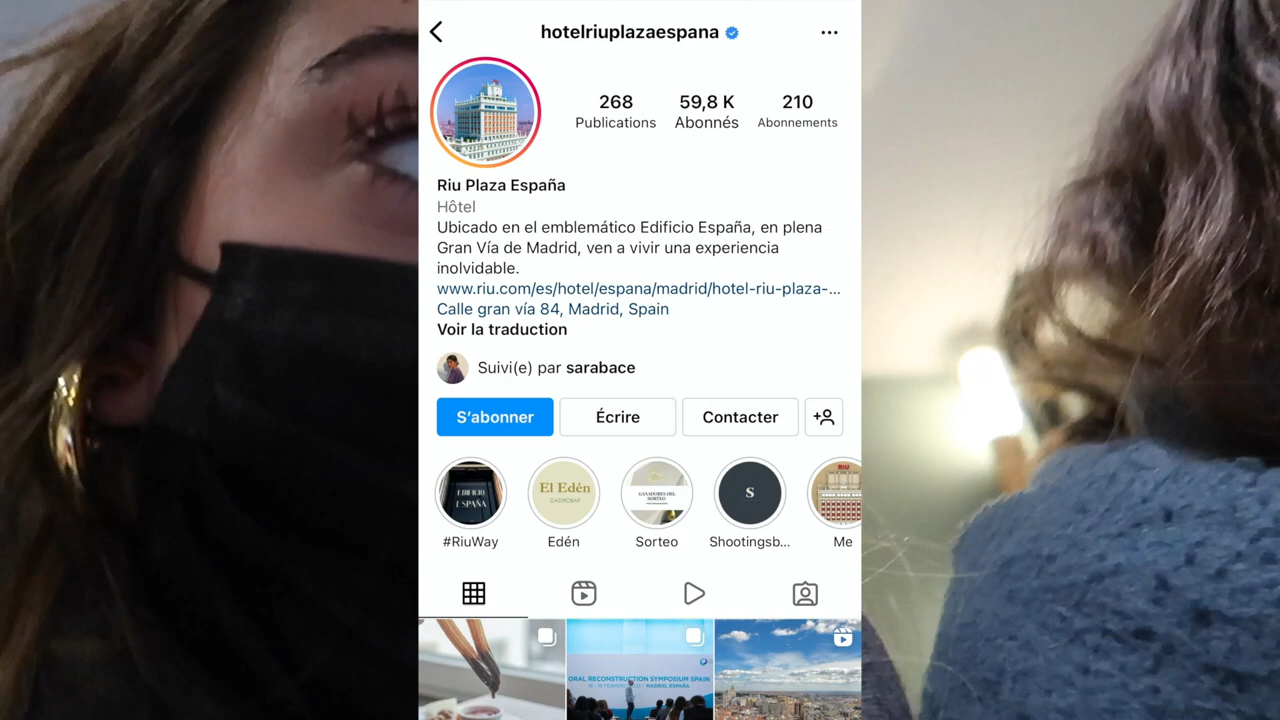 hotelriuplazaespana
268
59,8 K
210
Publications
Abonnés
Abonnements
Riu Plaza España
Hôtel
Ubicado en el emblemático Edificio España, en plena
Gran Vía de Madrid, ven a vivir una experiencia
inolvidable.
www.riu.com/es/hotel/espana/madrid/hotel-riu-plaza-...
Calle gran vía 84, Madrid, Spain
Voir la traduction
Suivi(e) par sarabace
S'abonner
Écrire
Contacter
EDIFICIO
ESPAÑA
El Edén
GASTROBAR
GANADORES DEL
SORTEO
S
RIU
#RiuWay
Edén
Sorteo
Shootingsb...
Me
ORAL RECONSTRUCTION SYMPOSIUM SPAIN
MADRID, ESPAÑA